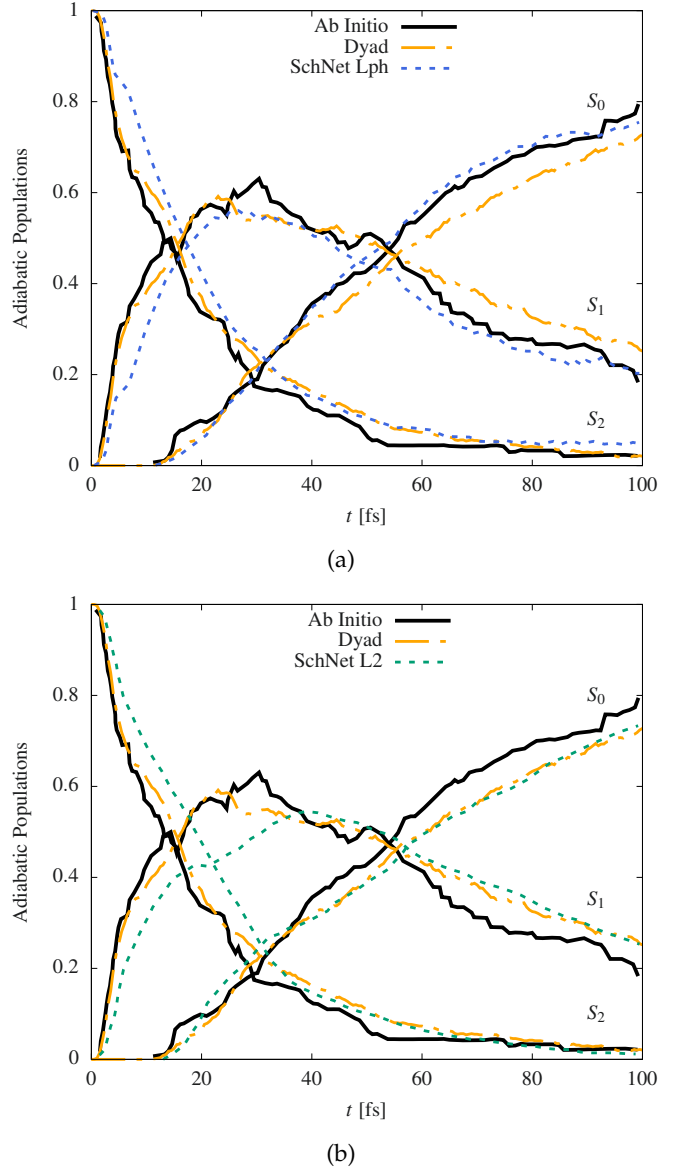 1
0.8
0.6
0.4
0.2
0
Adiabatic Populations
Ab Initio
Dyad
SchNet Lph
S0
S1
S2
0 20 40 60 80 100
t [fs]
(a)
1
0.8
0.6
0.4
0.2
0
Adiabatic Populations
Ab Initio
Dyad
SchNet L2
S0
S1
S2
0 20 40 60 80 100
t [fs]
(b)